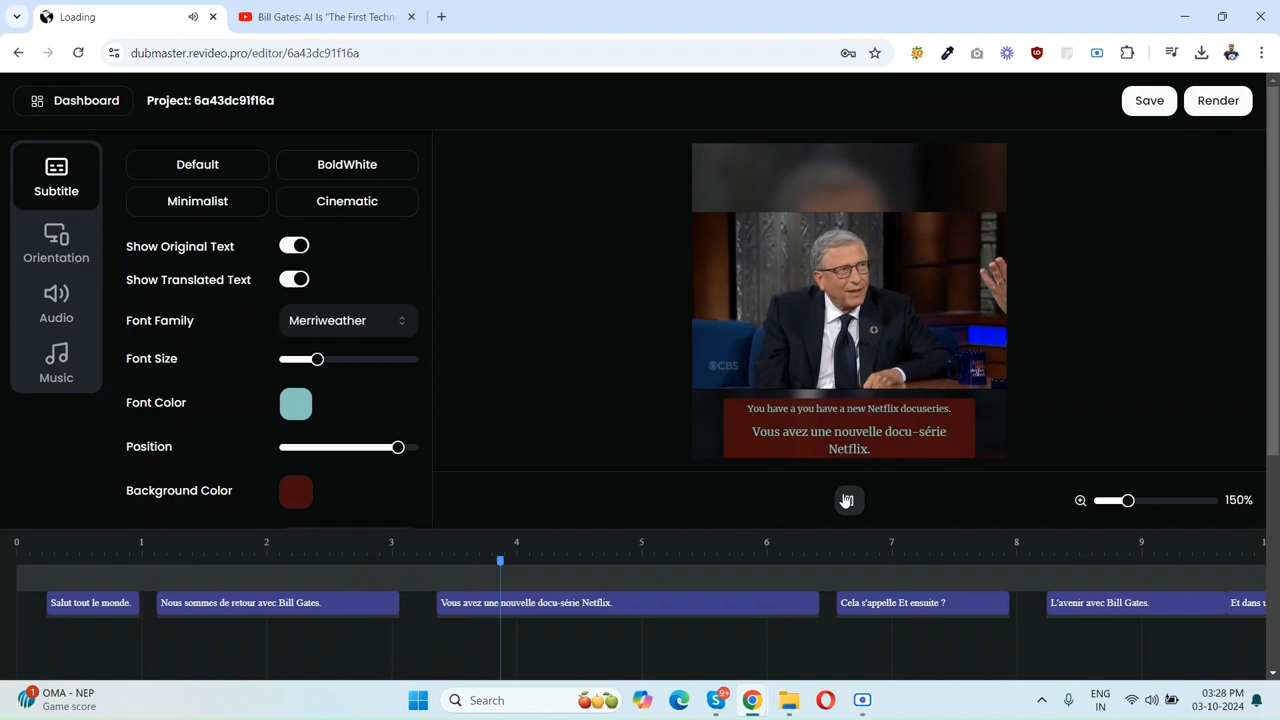 Loading
Bill Gates: AI Is "The First Techn
dubmaster.revideo.pro/editor/6a43dc91f16a
Dashboard
Project: 6a43dc91f16a
Save
Render
Subtitle
Orientation
Audio
Music
Default
BoldWhite
Minimalist
Cinematic
Show Original Text
Show Translated Text
Font Family
Merriweather
Font Size
Font Color
Position
Background Color
©CBS
You have a you have a new Netflix docuseries.
Vous avez une nouvelle docu-série
Netflix.
150%
0 1 2 3 4 5 6 7 8 9 1
Salut tout le monde.
Nous sommes de retour avec Bill Gates.
Vous avez une nouvelle docu-série Netflix.
Cela s'appelle Et ensuite ?
L'avenir avec Bill Gates.
Et dans u
1
OMA - NEP
Game score
Search
9+
ENG
IN
03:28 PM
03-10-2024